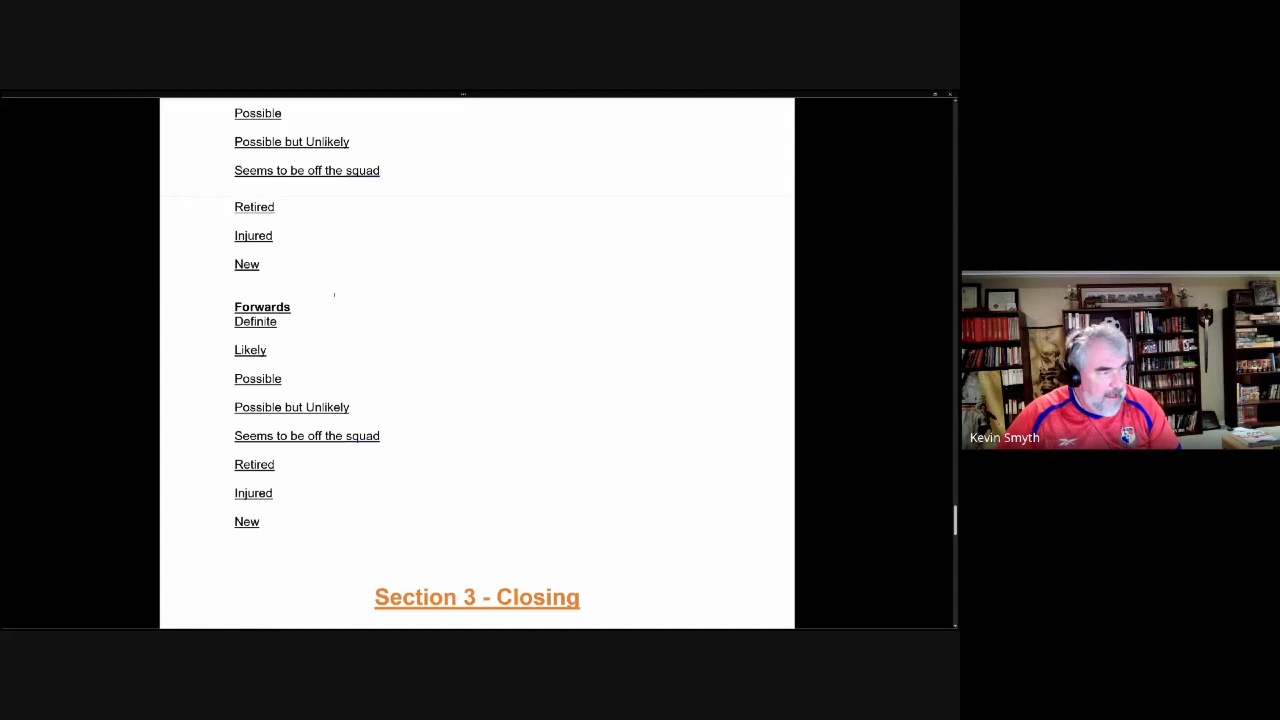 Possible
Possible but Unlikely
Seems to be off the squad
Retired
Injured
New
Forwards
Definite
Likely
Possible
Possible but Unlikely
Seems to be off the squad
Retired
Injured
New
Section 3 - Closing
Kevin Smyth